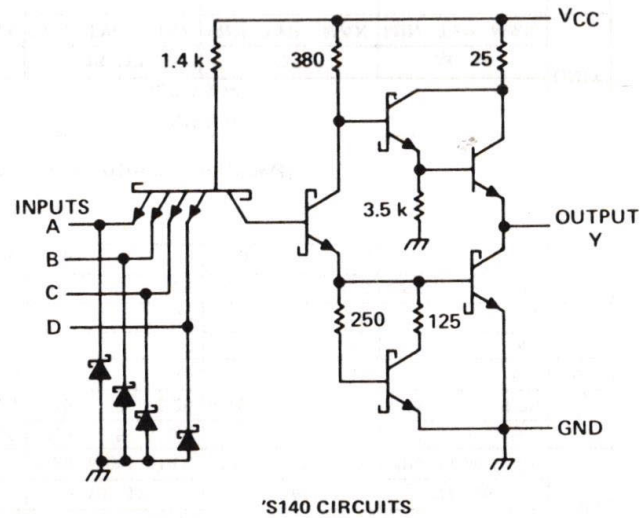 VCC
1.4 k
380
25
3.5 k
INPUTS
A
B
C
D
OUTPUT
Y
250
125
GND
'S140 CIRCUITS